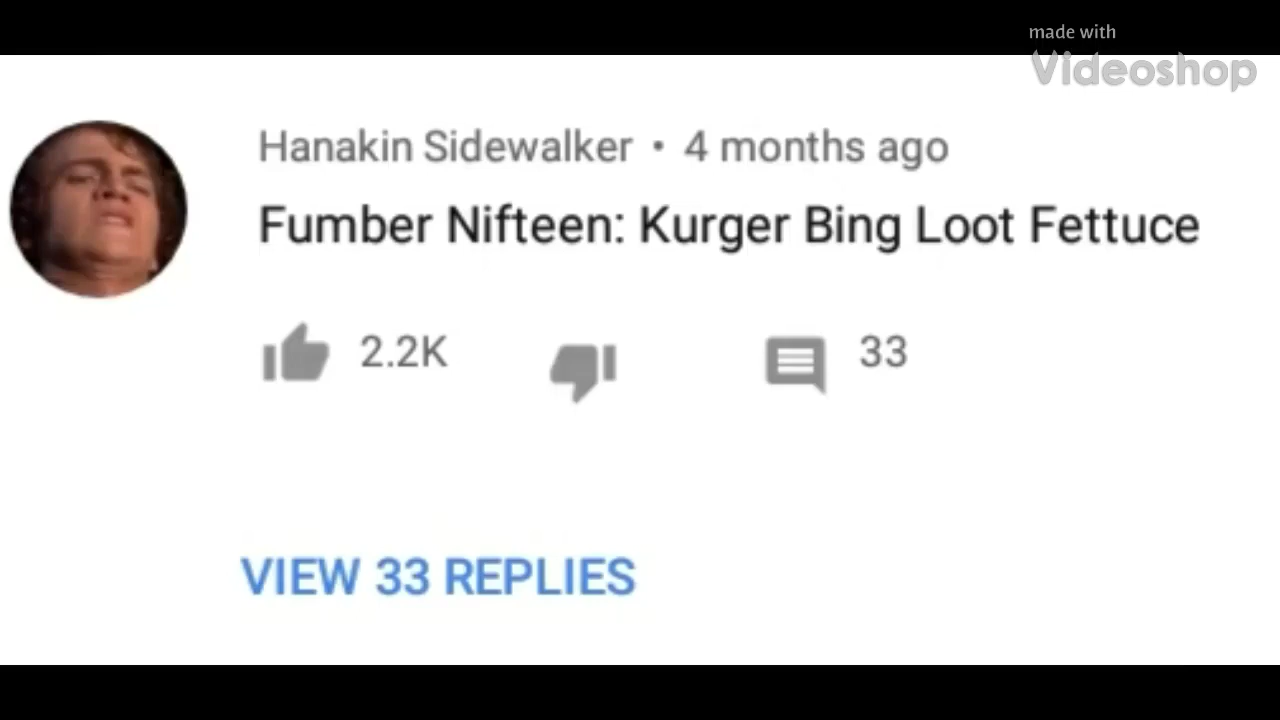 made with
Videoshop
Hanakin Sidewalker • 4 months ago
Fumber Nifteen: Kurger Bing Loot Fettuce
2.2K 33
VIEW 33 REPLIES